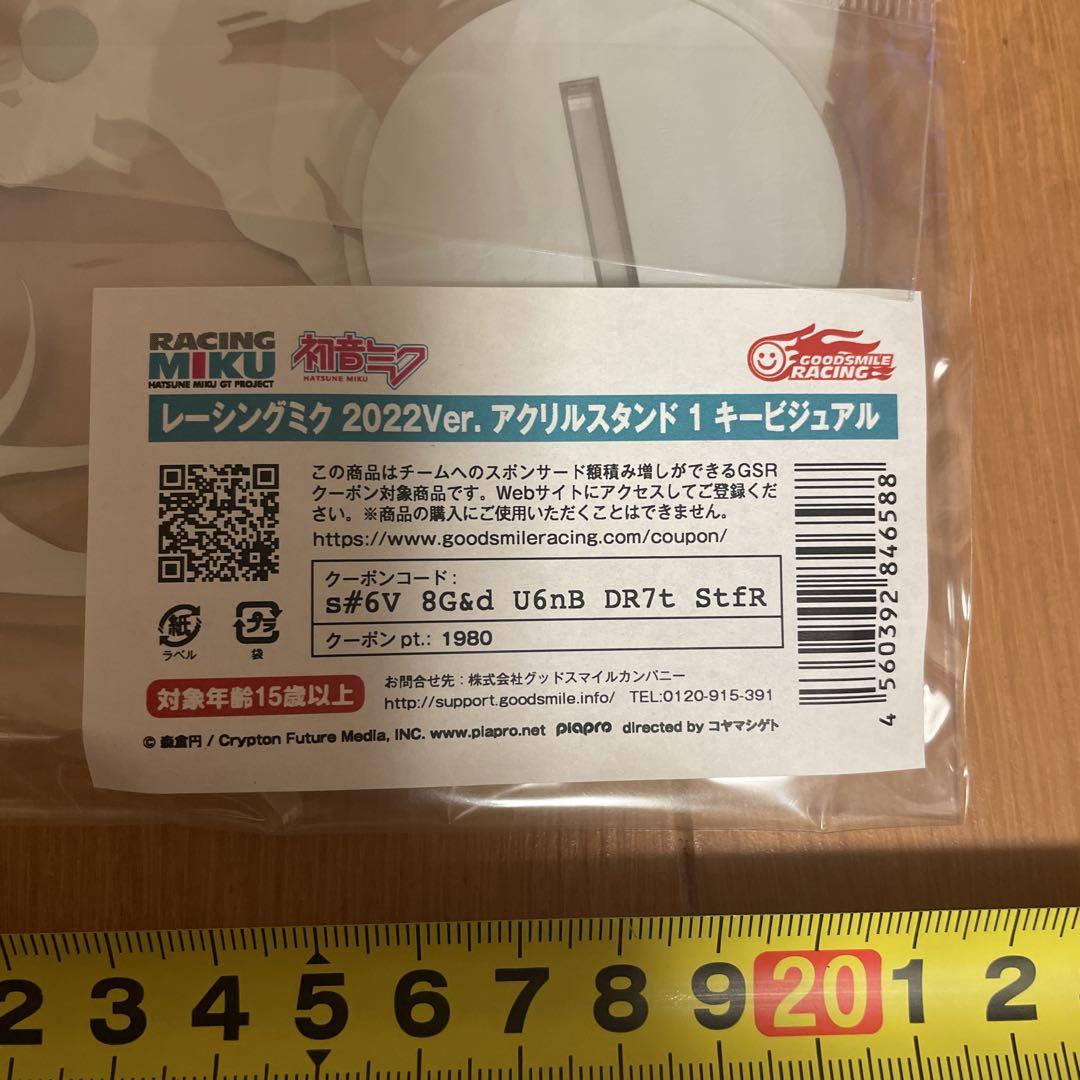 RACING
MIKU
HATSUNE MIKU GT PROJECT
初音ミク
HATSUNE MIKU
GOODSMILE
RACING
レーシングミク 2022Ver. アクリルスタンド 1 キービジュアル
この商品はチームへのスポンサード額積み増しができるGSR
クーポン対象商品です。Webサイトにアクセスしてご登録くだ
さい。※商品の購入にご使用いただくことはできません。
https://www.goodsmileracing.com/coupon/
クーポンコード:
s#6V 8G&d U6nB DR7t StfR
クーポンpt.: 1980
紙
ラベル
プラ
袋
対象年齢15歳以上
お問合せ先:株式会社グッドスマイルカンパニー
http://support.goodsmile.info/ TEL:0120-915-391
© 森倉円 / Crypton Future Media, INC. www.piapro.net piapro directed by コヤマシゲト
4 560392 846588
2 3 4 5 6 7 8 9 20 1 2